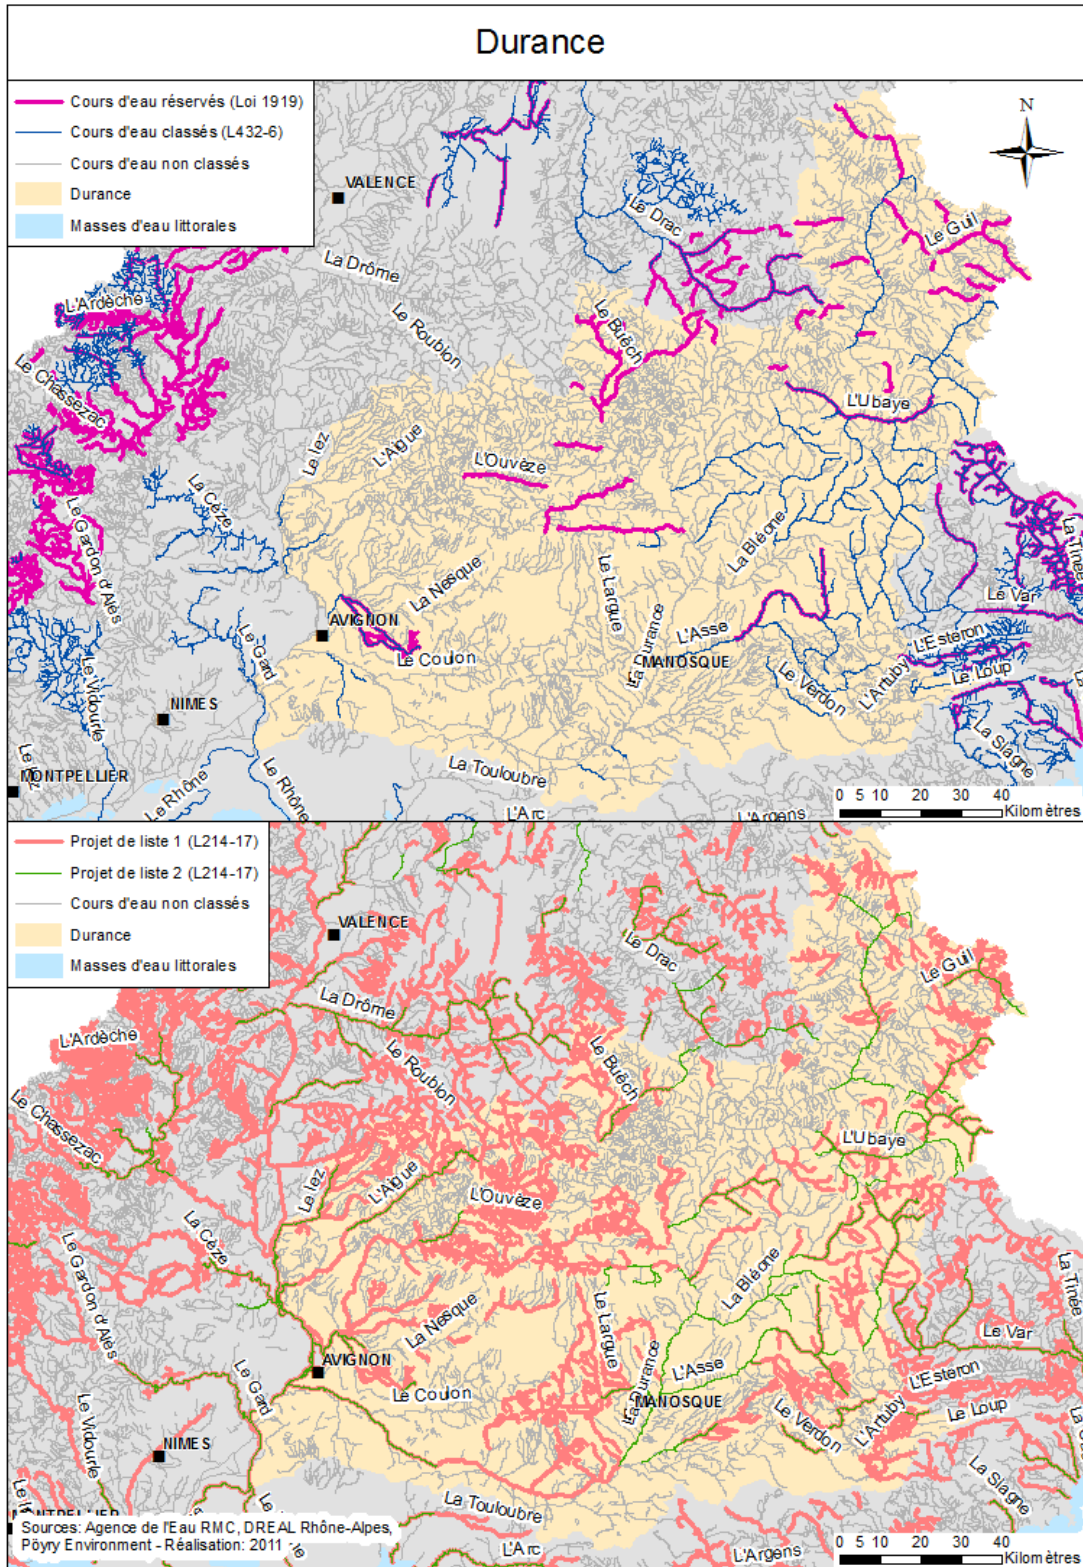 Durance
Cours d'eau réservés (Loi 1919)
Cours d'eau classés (L432-6)
Cours d'eau non classés
Durance
Masses d'eau littorales
N
VALENCE
Le Drac
Le Guil
La Drôme
L'Ardèche
Le Roubion
Le Buëch
Le Chassezac
L'Ubaye
Le lez
L'Aigue
L'Ouvèze
La Cèze
Le Gardon d'Alès
La Bléone
La Tinée
La Nesque
Le Largue
Le Var
AVIGNON
L'Asse
La Durance
L'Esteron
Le Coulon
MANOSQUE
Le Gard
Le Vidourle
Le Verdon
L'Artuby
Le Loup
NIMES
La Siagne
MONTPELLIER
Le Rhône
Le Rhône
La Touloubre
L'Arc
L'Argens
0 5 10 20 30 40
Kilomètres
Projet de liste 1 (L214-17)
Projet de liste 2 (L214-17)
Cours d'eau non classés
Durance
Masses d'eau littorales
VALENCE
Le Drac
Le Guil
La Drôme
L'Ardèche
Le Roubion
Le Buëch
Le Chassezac
L'Ubaye
Le lez
L'Aigue
L'Ouvèze
La Cèze
Le Gardon d'Alès
La Bléone
La Tinée
La Nesque
Le Largue
Le Var
AVIGNON
L'Asse
La Durance
L'Esteron
Le Coulon
MANOSQUE
Le Gard
Le Vidourle
Le Verdon
L'Artuby
Le Loup
NIMES
La Siagne
La Touloubre
L'Arc
L'Argens
Sources: Agence de l'Eau RMC, DREAL Rhône-Alpes,
Pöyry Environment - Réalisation: 2011
0 5 10 20 30 40
Kilomètres